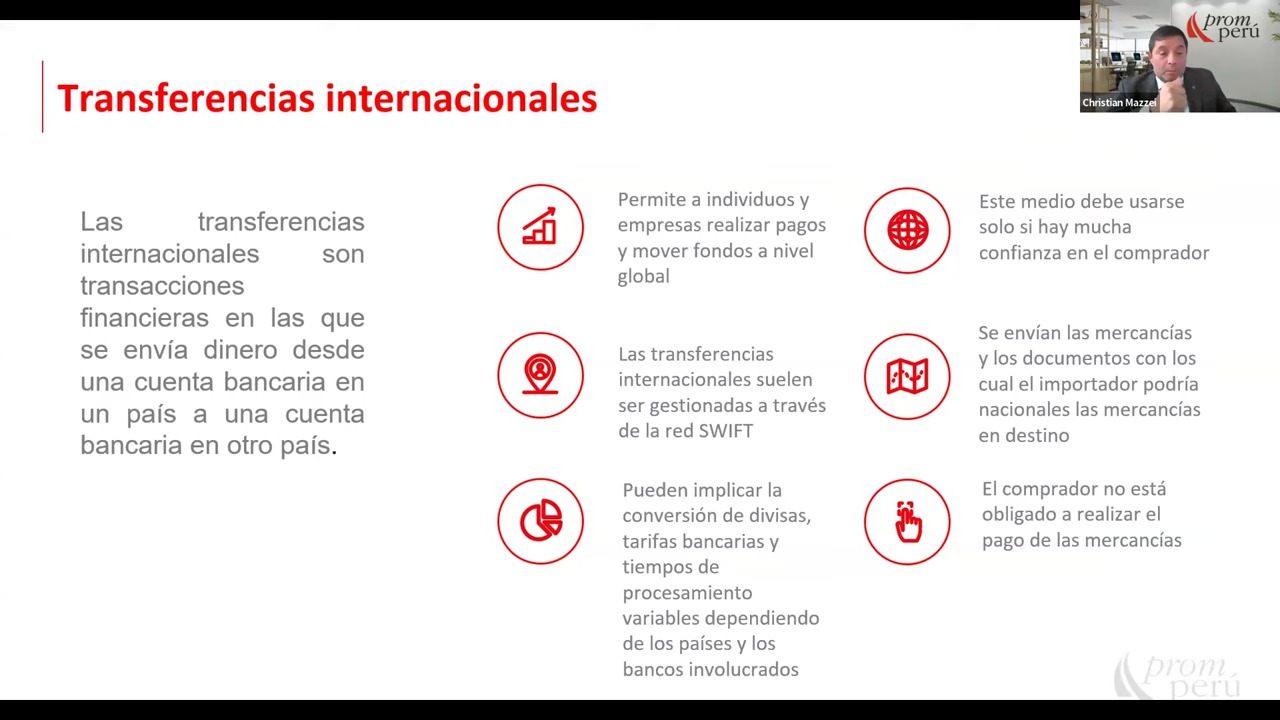 Transferencias internacionales
Las transferencias
internacionales son
transacciones
financieras en las que
se envía dinero desde
una cuenta bancaria en
un país a una cuenta
bancaria en otro país.
Permite a individuos y
empresas realizar pagos
y mover fondos a nivel
global
Las transferencias
internacionales suelen
ser gestionadas a través
de la red SWIFT
Pueden implicar la
conversión de divisas,
tarifas bancarias y
tiempos de
procesamiento
variables dependiendo
de los países y los
bancos involucrados
Este medio debe usarse
solo si hay mucha
confianza en el comprador
Se envían las mercancías
y los documentos con los
cual el importador podría
nacionales las mercancías
en destino
El comprador no está
obligado a realizar el
pago de las mercancías
prom
perú
Christian Mazzei
prom
perú